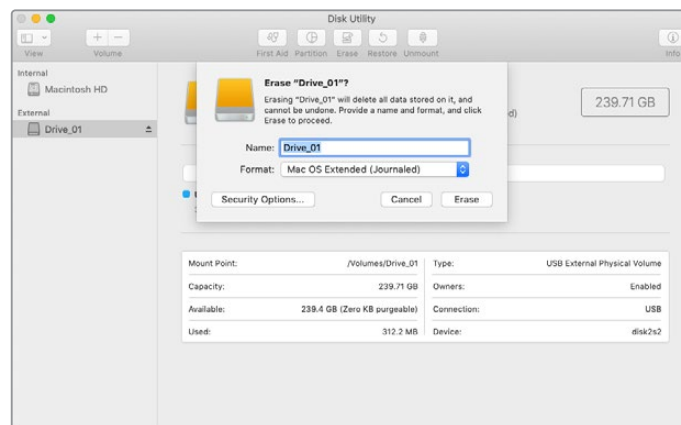 Disk Utility
View
Volume
First Aid
Partition
Erase
Restore
Unmount
Info
Internal
Macintosh HD
External
Drive_01
239.71 GB
d)
Erase “Drive_01”?
Erasing “Drive_01” will delete all data stored on it, and
cannot be undone. Provide a name and format, and click
Erase to proceed.
Name: Drive_01
Format: Mac OS Extended (Journaled)
Security Options...
Cancel
Erase
Mount Point: /Volumes/Drive_01
Type: USB External Physical Volume
Capacity: 239.71 GB
Owners: Enabled
Available: 239.4 GB (Zero KB purgeable)
Connection: USB
Used: 312.2 MB
Device: disk2s2